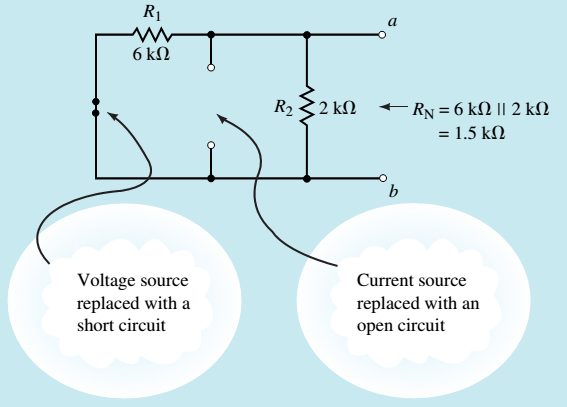 R₁
6 kΩ
a
R₂
2 kΩ
R_N = 6 kΩ || 2 kΩ
= 1.5 kΩ
b
Voltage source
replaced with a
short circuit
Current source
replaced with an
open circuit